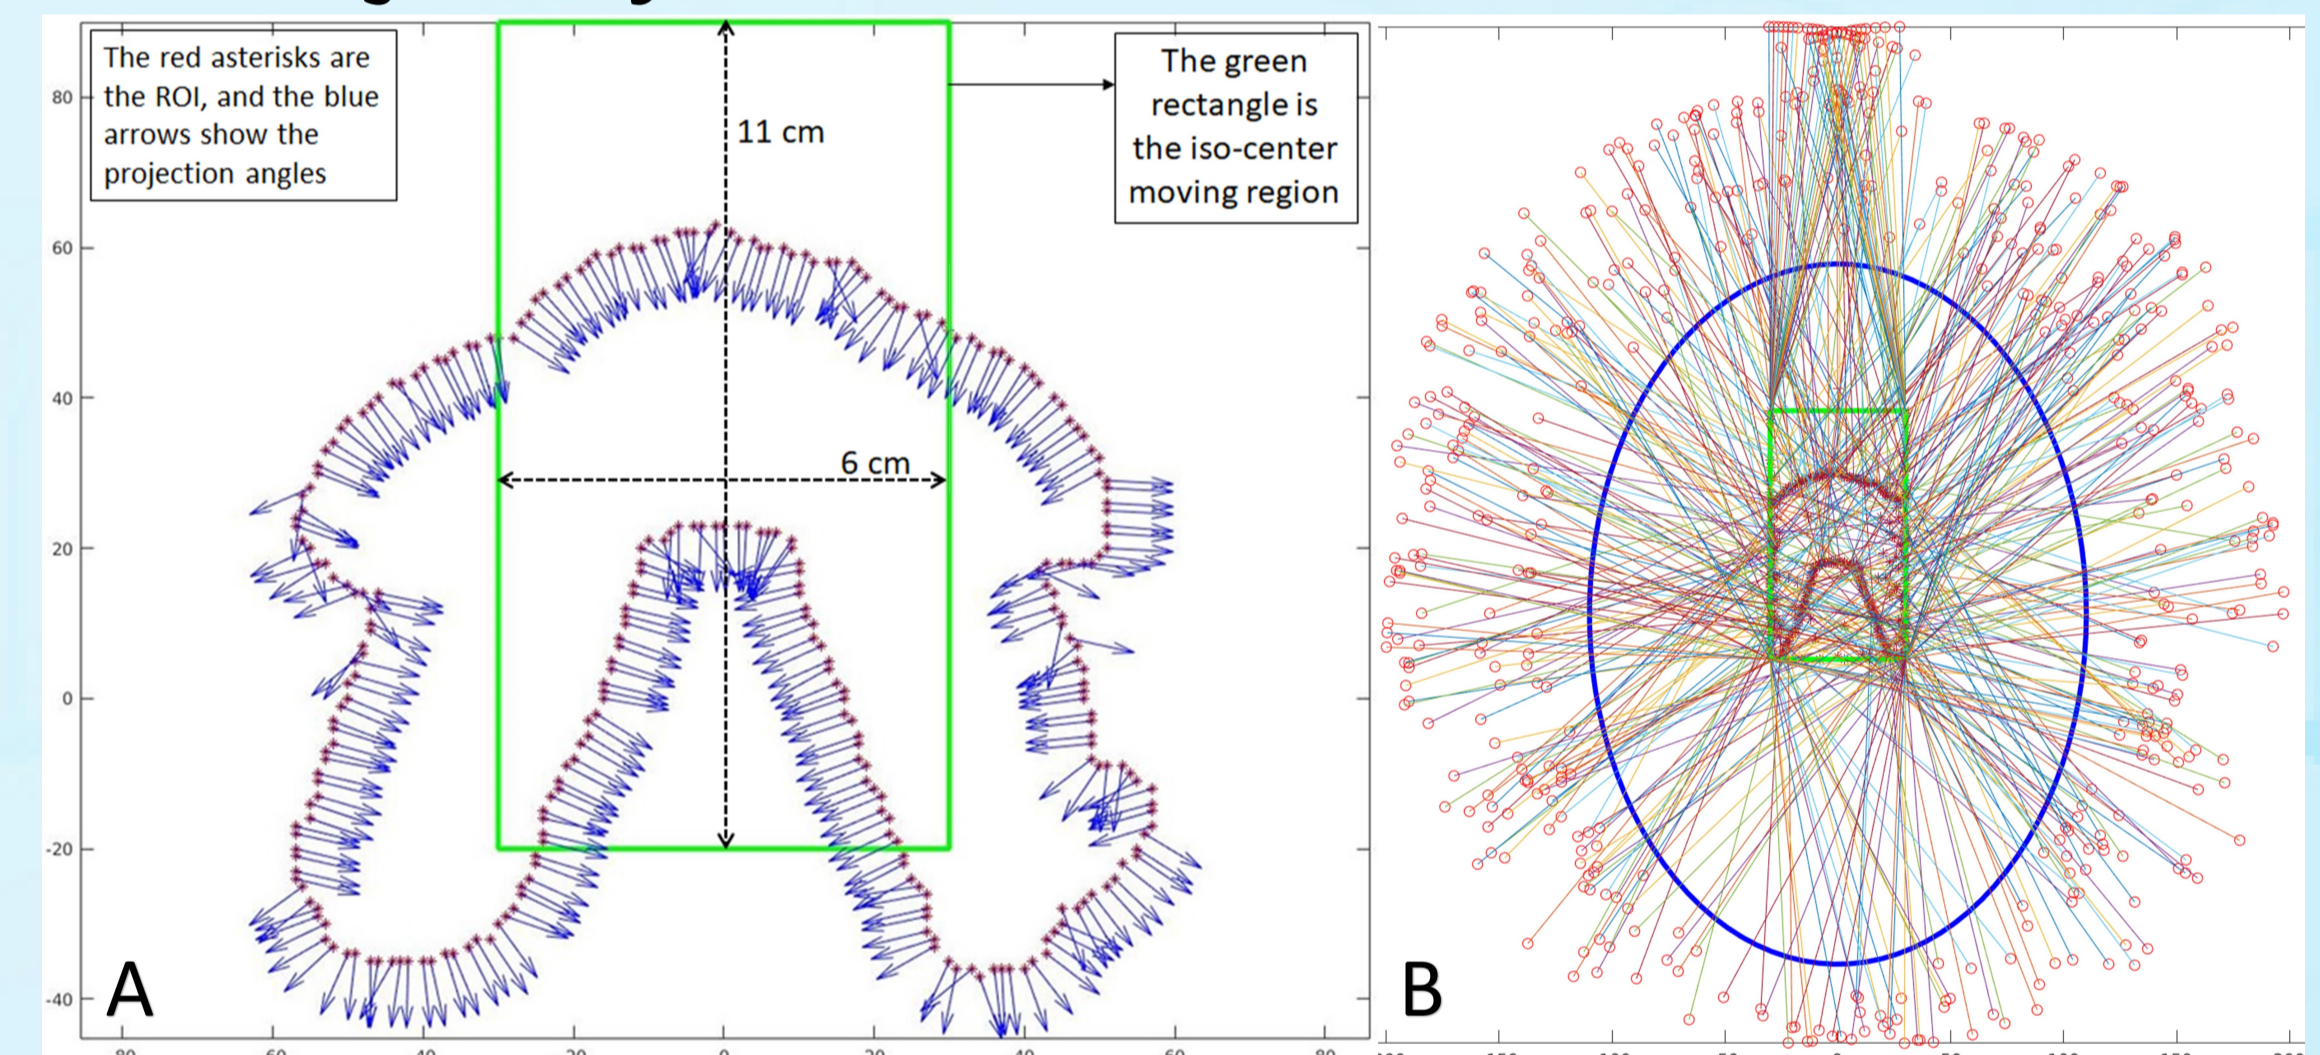 The red asterisks are
the ROI, and the blue
arrows show the
projection angles
11 cm
The green
rectangle is
the iso-center
moving region
6 cm
80
60
40
20
0
-20
-40
A
B